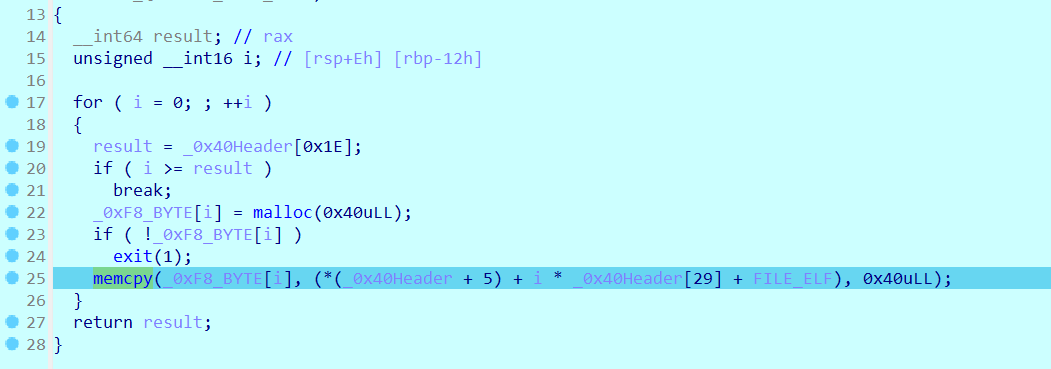 13 {
14 __int64 result; // rax
15 unsigned __int16 i; // [rsp+Eh] [rbp-12h]
16
17 for ( i = 0; ; ++i )
18 {
19 result = _0x40Header[0x1E];
20 if ( i >= result )
21 break;
22 _0xF8_BYTE[i] = malloc(0x40uLL);
23 if ( !_0xF8_BYTE[i] )
24 exit(1);
25 memcpy(_0xF8_BYTE[i], (*(_0x40Header + 5) + i * _0x40Header[29] + FILE_ELF), 0x40uLL);
26 }
27 return result;
28 }